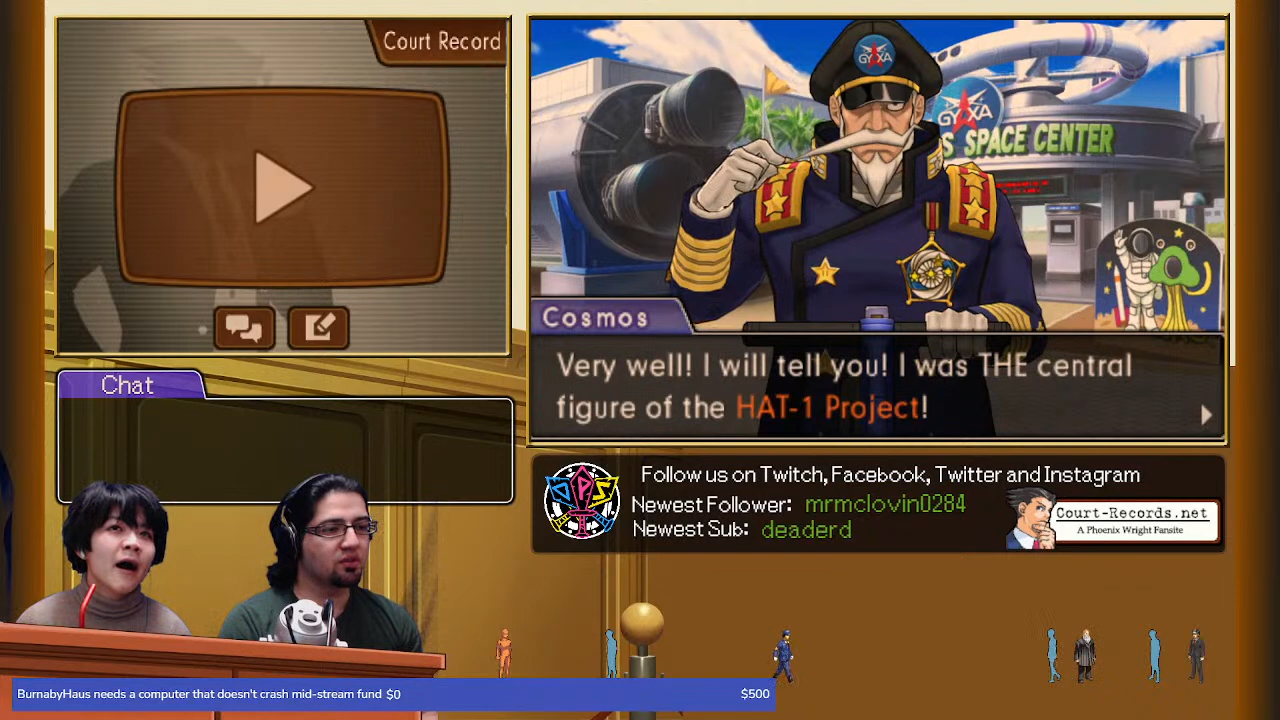 Court Record
GYAXA
GYAXA
S SPACE CENTER
Cosmos
Very well! I will tell you! I was THE central
figure of the HAT-1 Project!
Chat
Follow us on Twitch, Facebook, Twitter and Instagram
Newest Follower: mrmclovin0284
Newest Sub: deaderd
Court-Records.net
A Phoenix Wright Fansite
BurnabyHaus needs a computer that doesn't crash mid-stream fund $0
$500